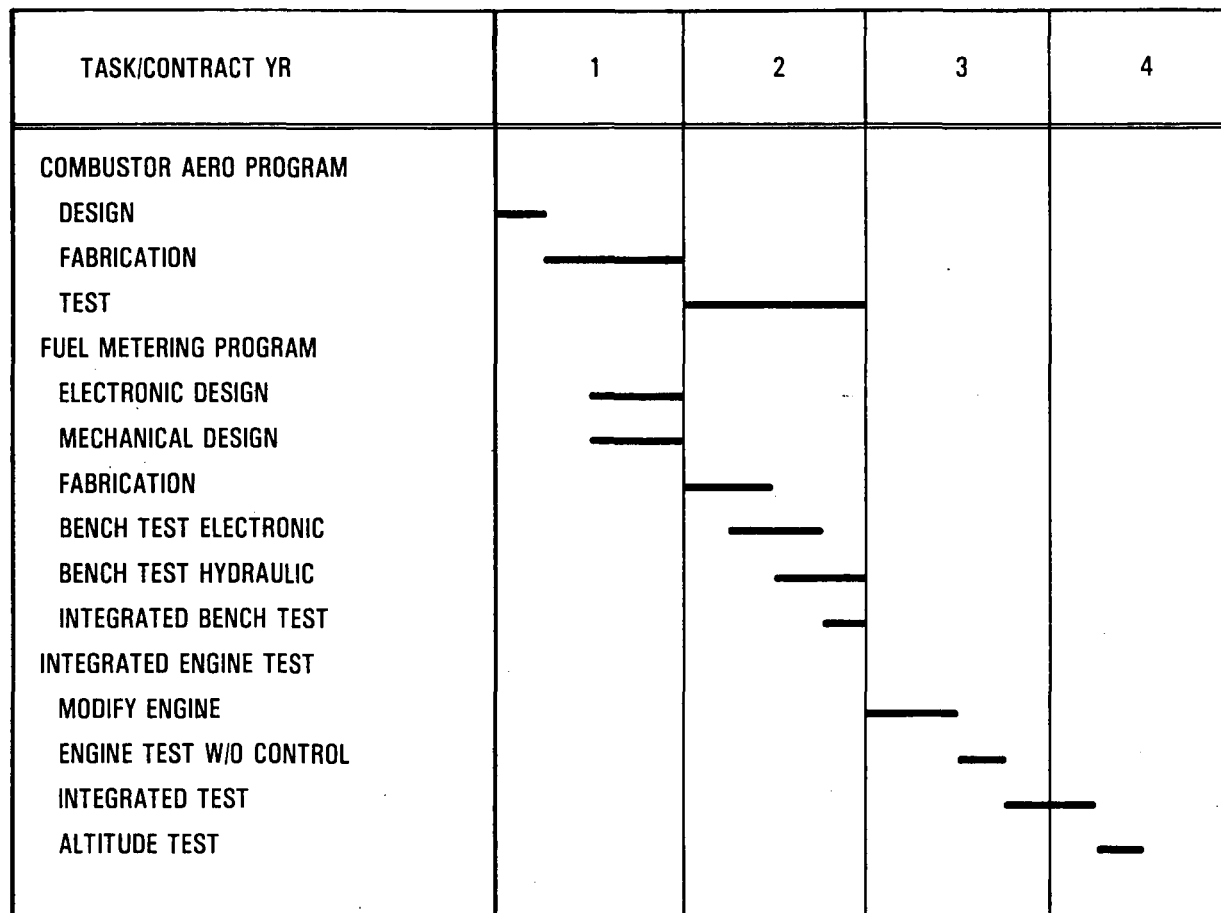 TASK/CONTRACT YR 1 2 3 4
COMBUSTOR AERO PROGRAM
DESIGN
FABRICATION
TEST
FUEL METERING PROGRAM
ELECTRONIC DESIGN
MECHANICAL DESIGN
FABRICATION
BENCH TEST ELECTRONIC
BENCH TEST HYDRAULIC
INTEGRATED BENCH TEST
INTEGRATED ENGINE TEST
MODIFY ENGINE
ENGINE TEST W/O CONTROL
INTEGRATED TEST
ALTITUDE TEST